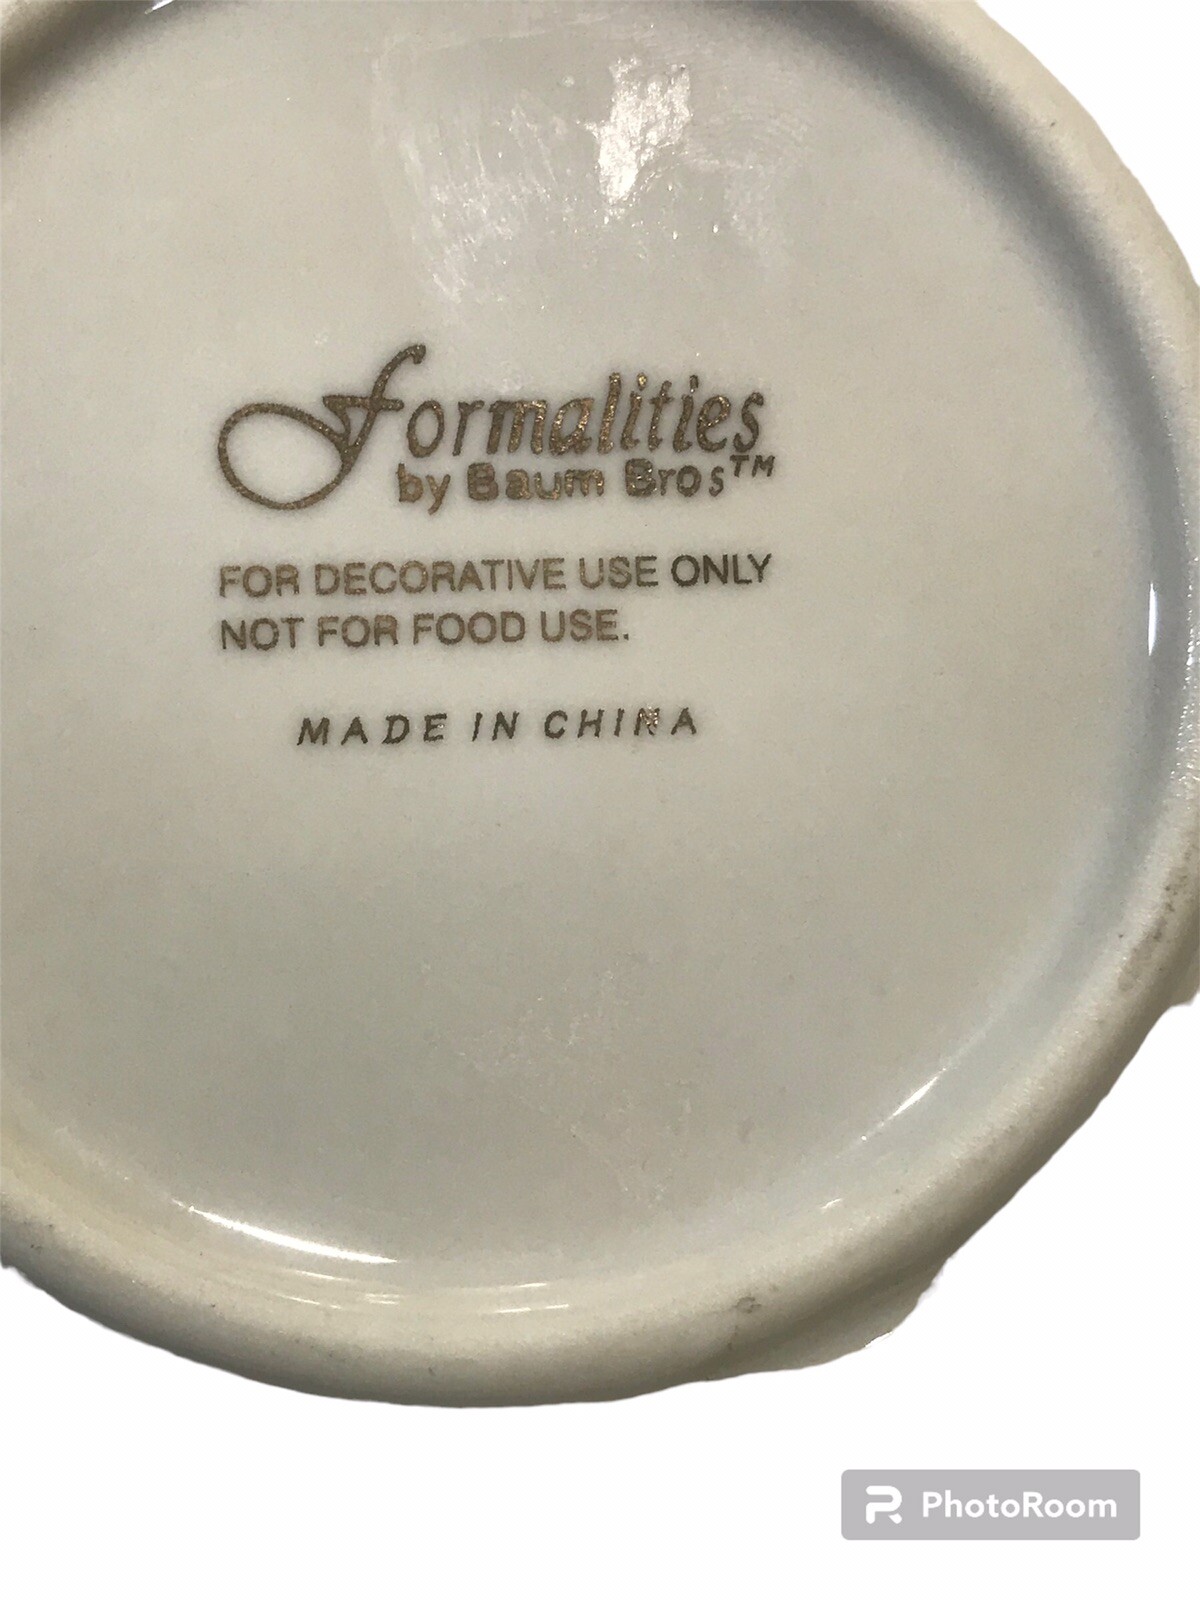 Formalities
by Baum Bros™
FOR DECORATIVE USE ONLY
NOT FOR FOOD USE.
MADE IN CHINA
PhotoRoom